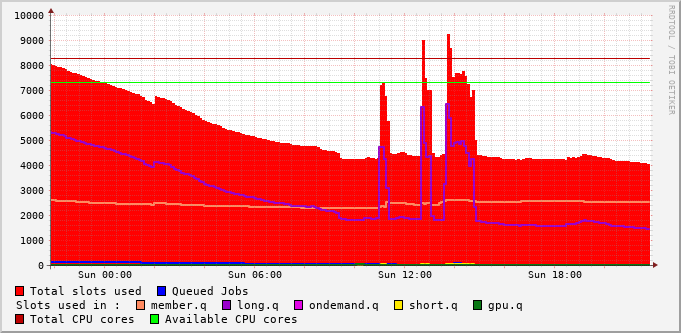 10000
9000
8000
7000
6000
5000
4000
3000
2000
1000
0
Sun 00:00 Sun 06:00 Sun 12:00 Sun 18:00
RRDTOOL / TOBI OETIKER
Total slots used Queued Jobs
Slots used in : member.q long.q ondemand.q short.q gpu.q
Total CPU cores Available CPU cores